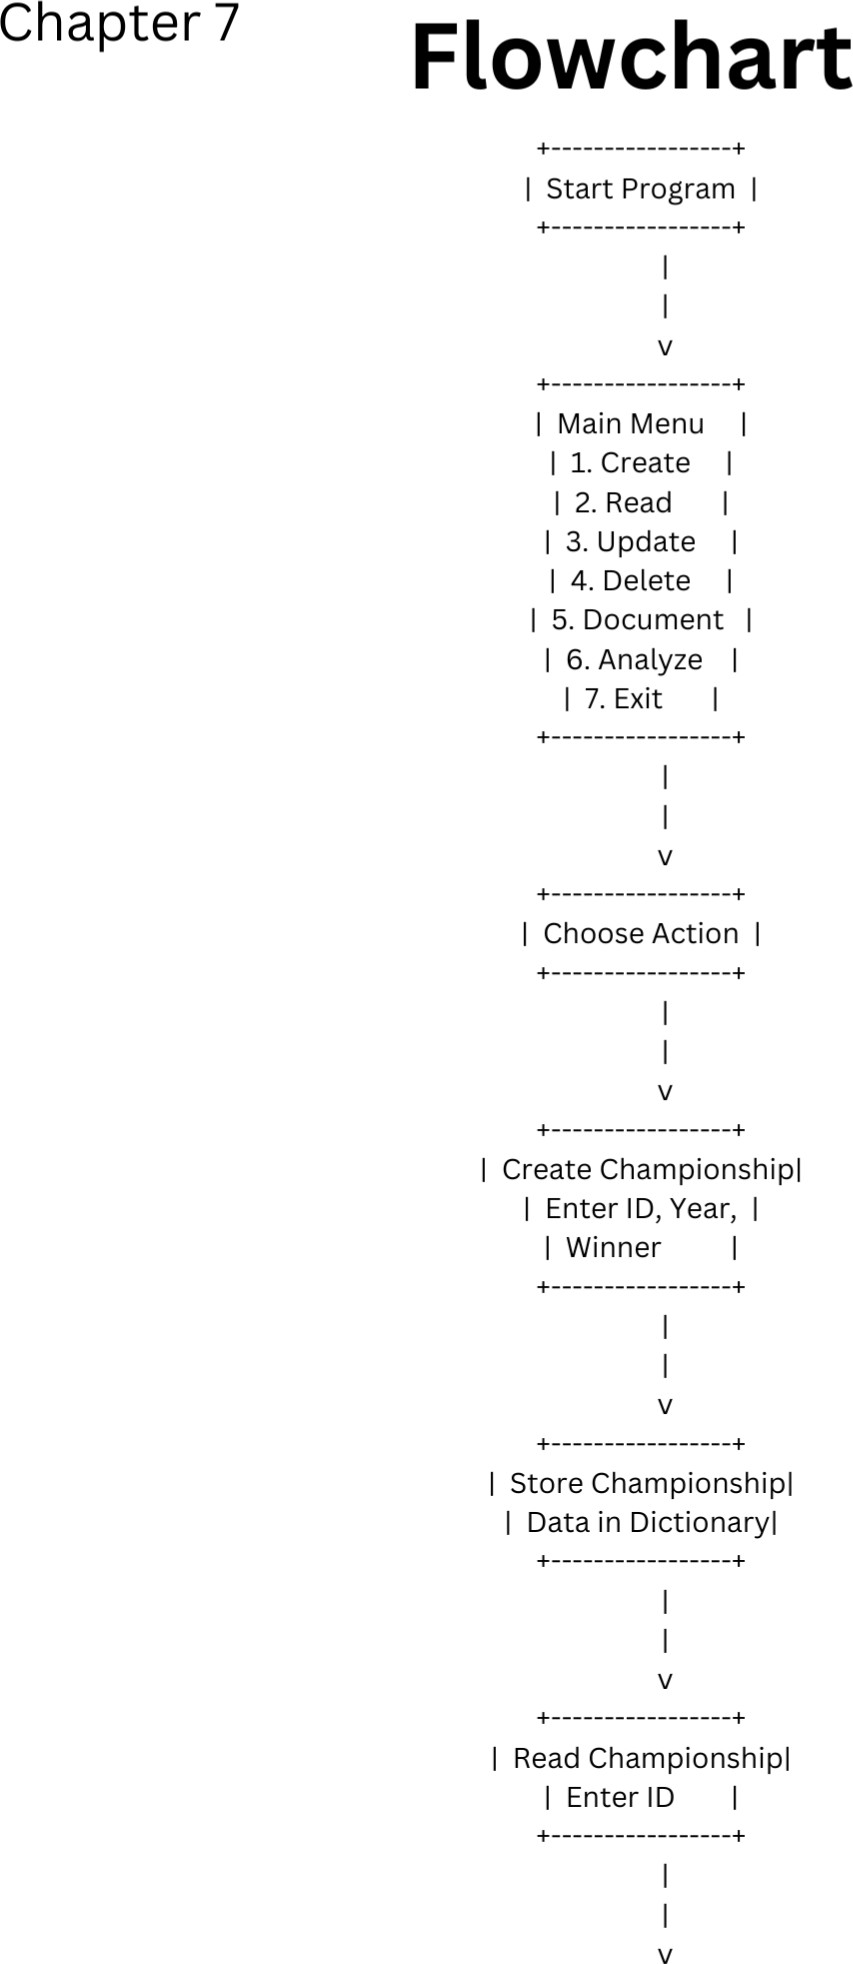 Chapter 7
Flowchart
+-----------------+
| Start Program |
+-----------------+
|
|
v
+-----------------+
| Main Menu |
| 1. Create |
| 2. Read |
| 3. Update |
| 4. Delete |
| 5. Document |
| 6. Analyze |
| 7. Exit |
+-----------------+
|
|
v
+-----------------+
| Choose Action |
+-----------------+
|
|
v
+-----------------+
| Create Championship|
| Enter ID, Year, |
| Winner |
+-----------------+
|
|
v
+-----------------+
| Store Championship|
| Data in Dictionary|
+-----------------+
|
|
v
+-----------------+
| Read Championship|
| Enter ID |
+-----------------+
|
|
v